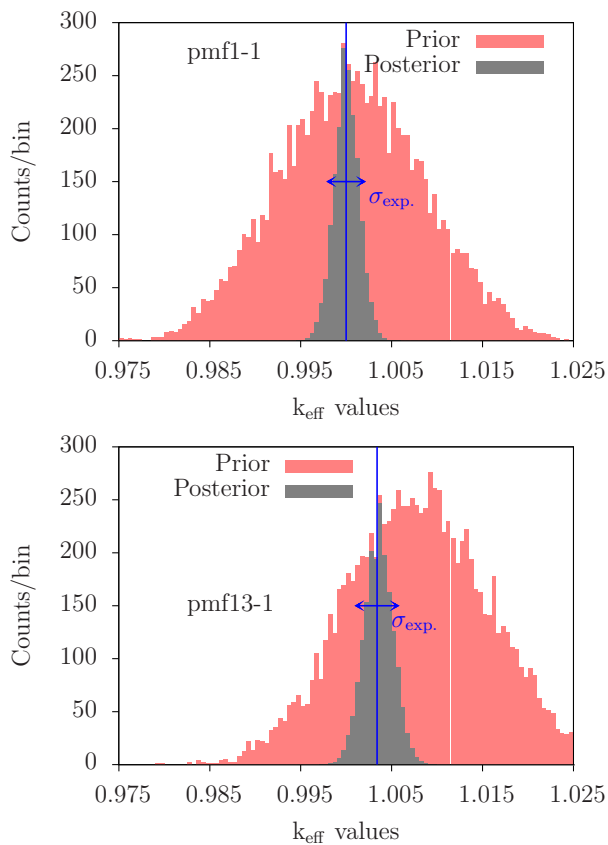 300
250
200
150
100
50
0
Counts/bin
pmf1-1
Prior
Posterior
σexp.
0.975 0.985 0.995 1.005 1.015 1.025
keff values
300
250
200
150
100
50
0
Counts/bin
Prior
Posterior
pmf13-1
σexp.
0.975 0.985 0.995 1.005 1.015 1.025
keff values